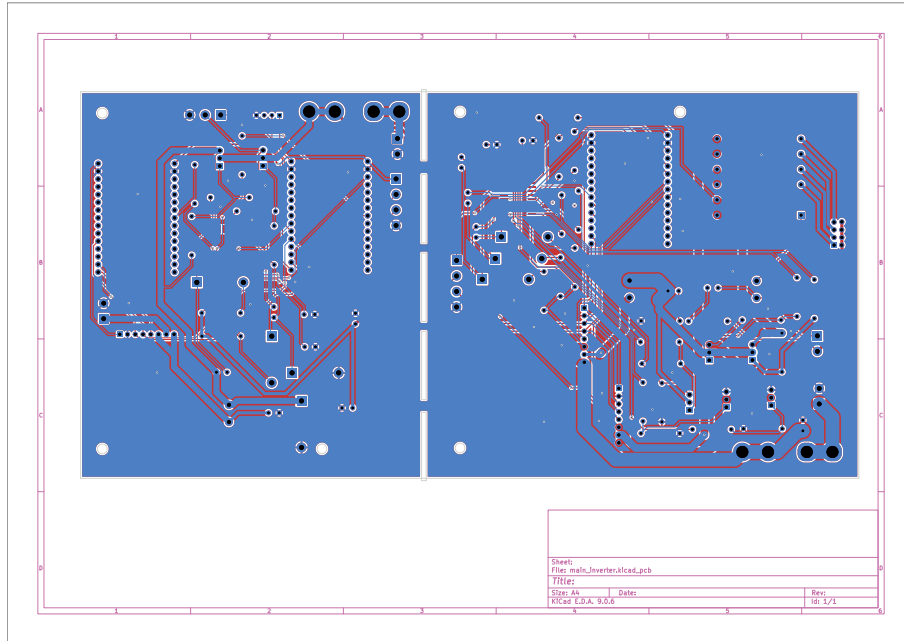 1 2 3 4 5 6
A A
B B
C C
D D
Sheet:
File: main_inverter.kicad_pcb
Title:
Size: A4 Date: Rev:
KiCad E.D.A. 9.0.6 Id: 1/1
1 2 3 4 5 6